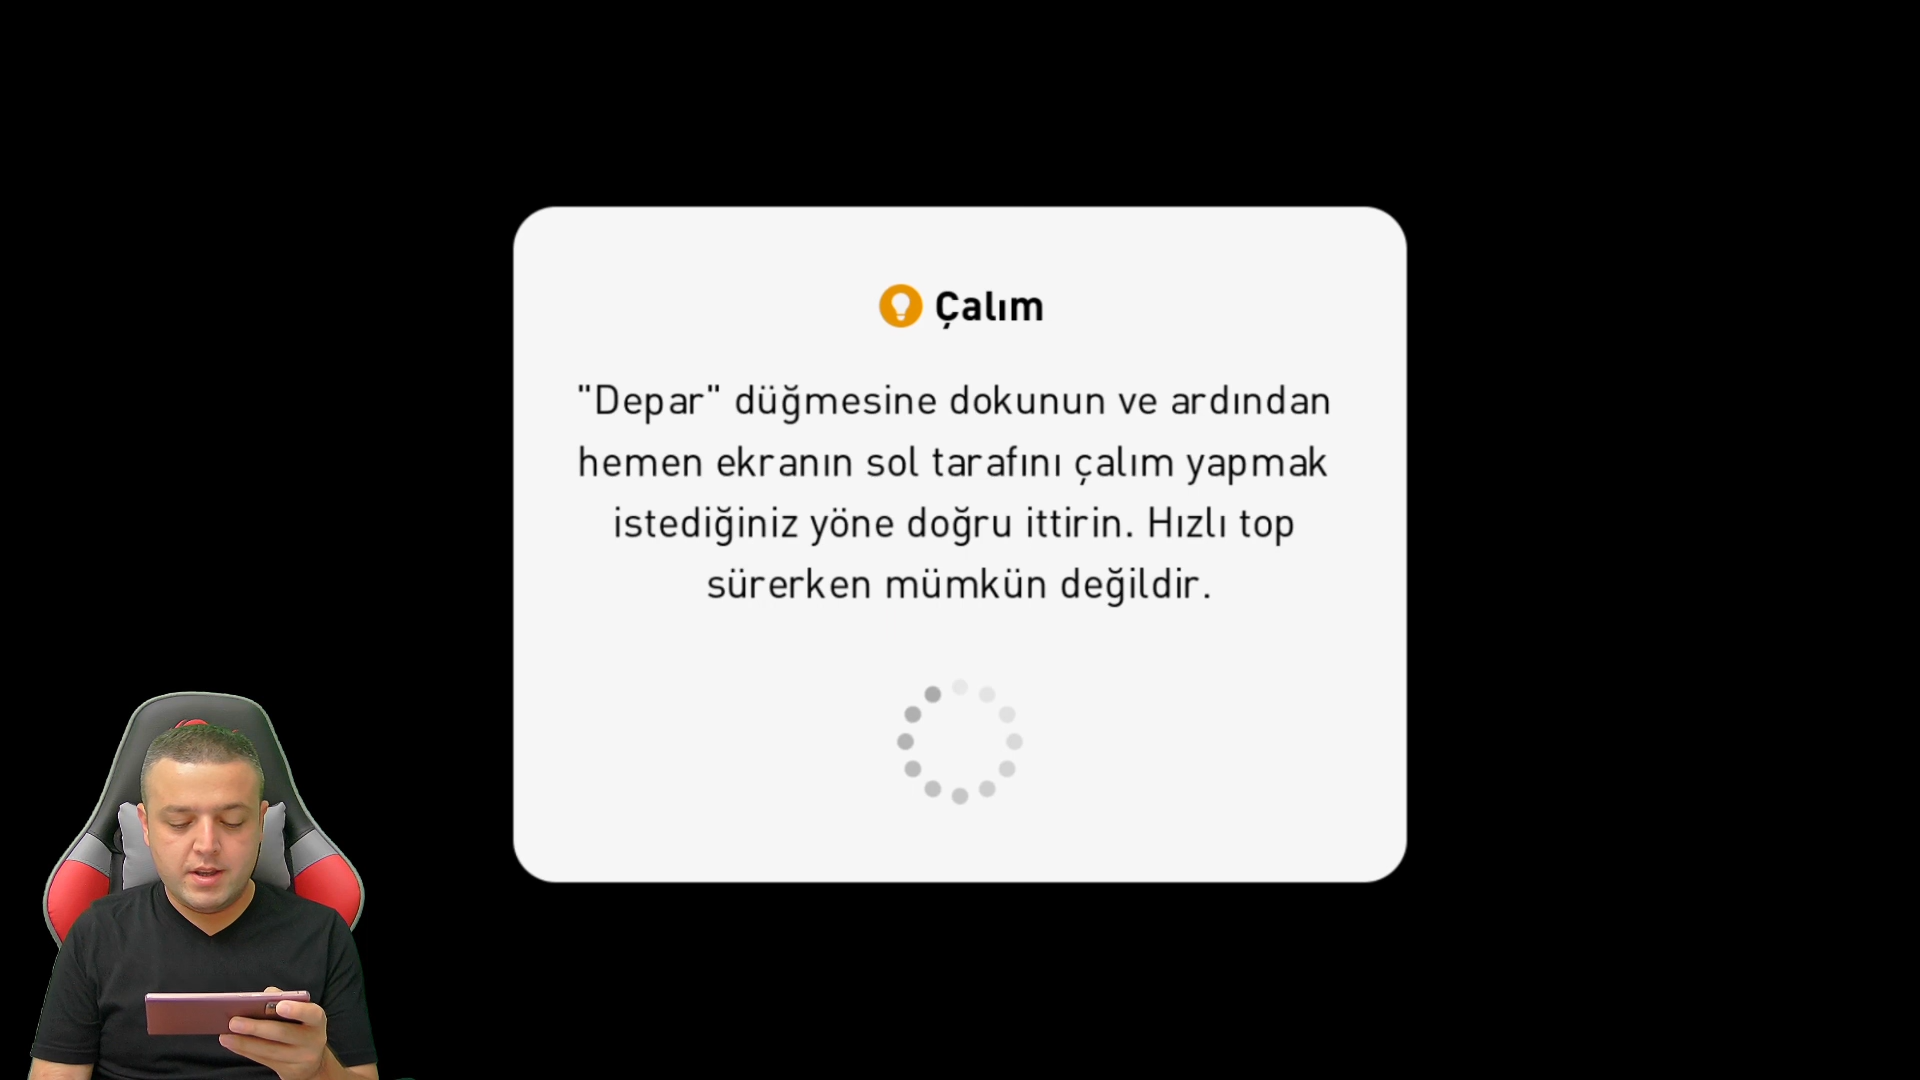 Çalım
"Depar" düğmesine dokunun ve ardından
hemen ekranın sol tarafını çalım yapmak
istediğiniz yöne doğru ittirin. Hızlı top
sürerken mümkün değildir.